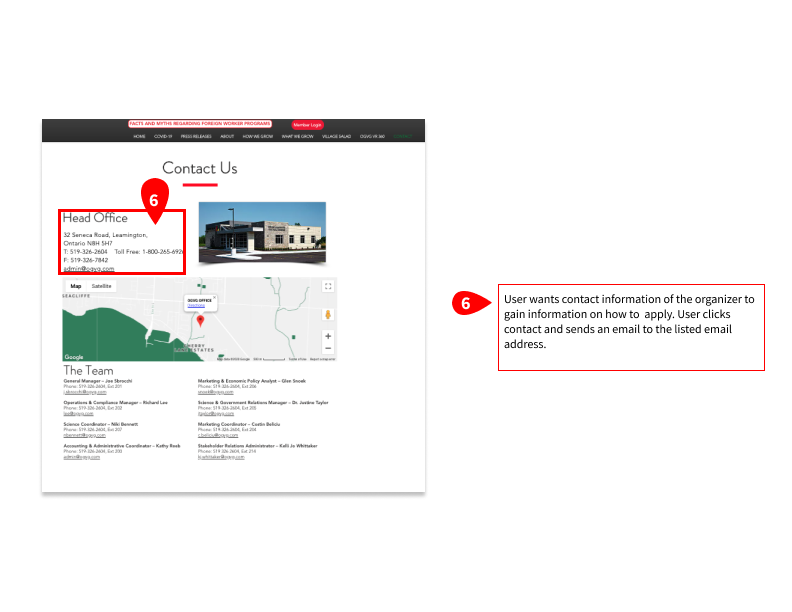 FACTS AND MYTHS REGARDING FOREIGN WORKER PROGRAMS
Member Login
HOME COVID-19 PRESS RELEASES ABOUT HOW WE GROW WHAT WE GROW VILLAGE SALAD OGVG VR 360 CONTACT
Contact Us
6
Head Office
32 Seneca Road, Leamington,
Ontario N8H 5H7
T: 519-326-2604 Toll Free: 1-800-265-692
F: 519-326-7842
admin@ogvg.com
Map Satellite
SEACLIFFE
OGVG OFFICE
Google
The Team
General Manager – Joe Sbrocchi
Phone: 519-326-2604, Ext 201
j.sbrocchi@ogvg.com
Operations & Compliance Manager – Richard Lee
Phone: 519-326-2604, Ext 202
lee@ogvg.com
Science Coordinator – Niki Bennett
Phone: 519-326-2604, Ext 207
nbennett@ogvg.com
Accounting & Administrative Coordinator – Kathy Roeb
Phone: 519-326-2604, Ext 200
admin@ogvg.com
Marketing & Economic Policy Analyst – Glen Snoek
Phone: 519-326-2604, Ext 206
snoek@ogvg.com
Science & Government Relations Manager – Dr. Justine Taylor
Phone: 519-326-2604, Ext 205
jtaylor@ogvg.com
Marketing Coordinator – Costin Beliciu
Phone: 519-326-2604, Ext 204
c.beliciu@ogvg.com
Stakeholder Relations Administrator – Kelli Jo Whittaker
Phone: 519-326-2604, Ext 210
kj.whittaker@ogvg.com
6
User wants contact information of the organizer to
gain information on how to apply. User clicks
contact and sends an email to the listed email
address.